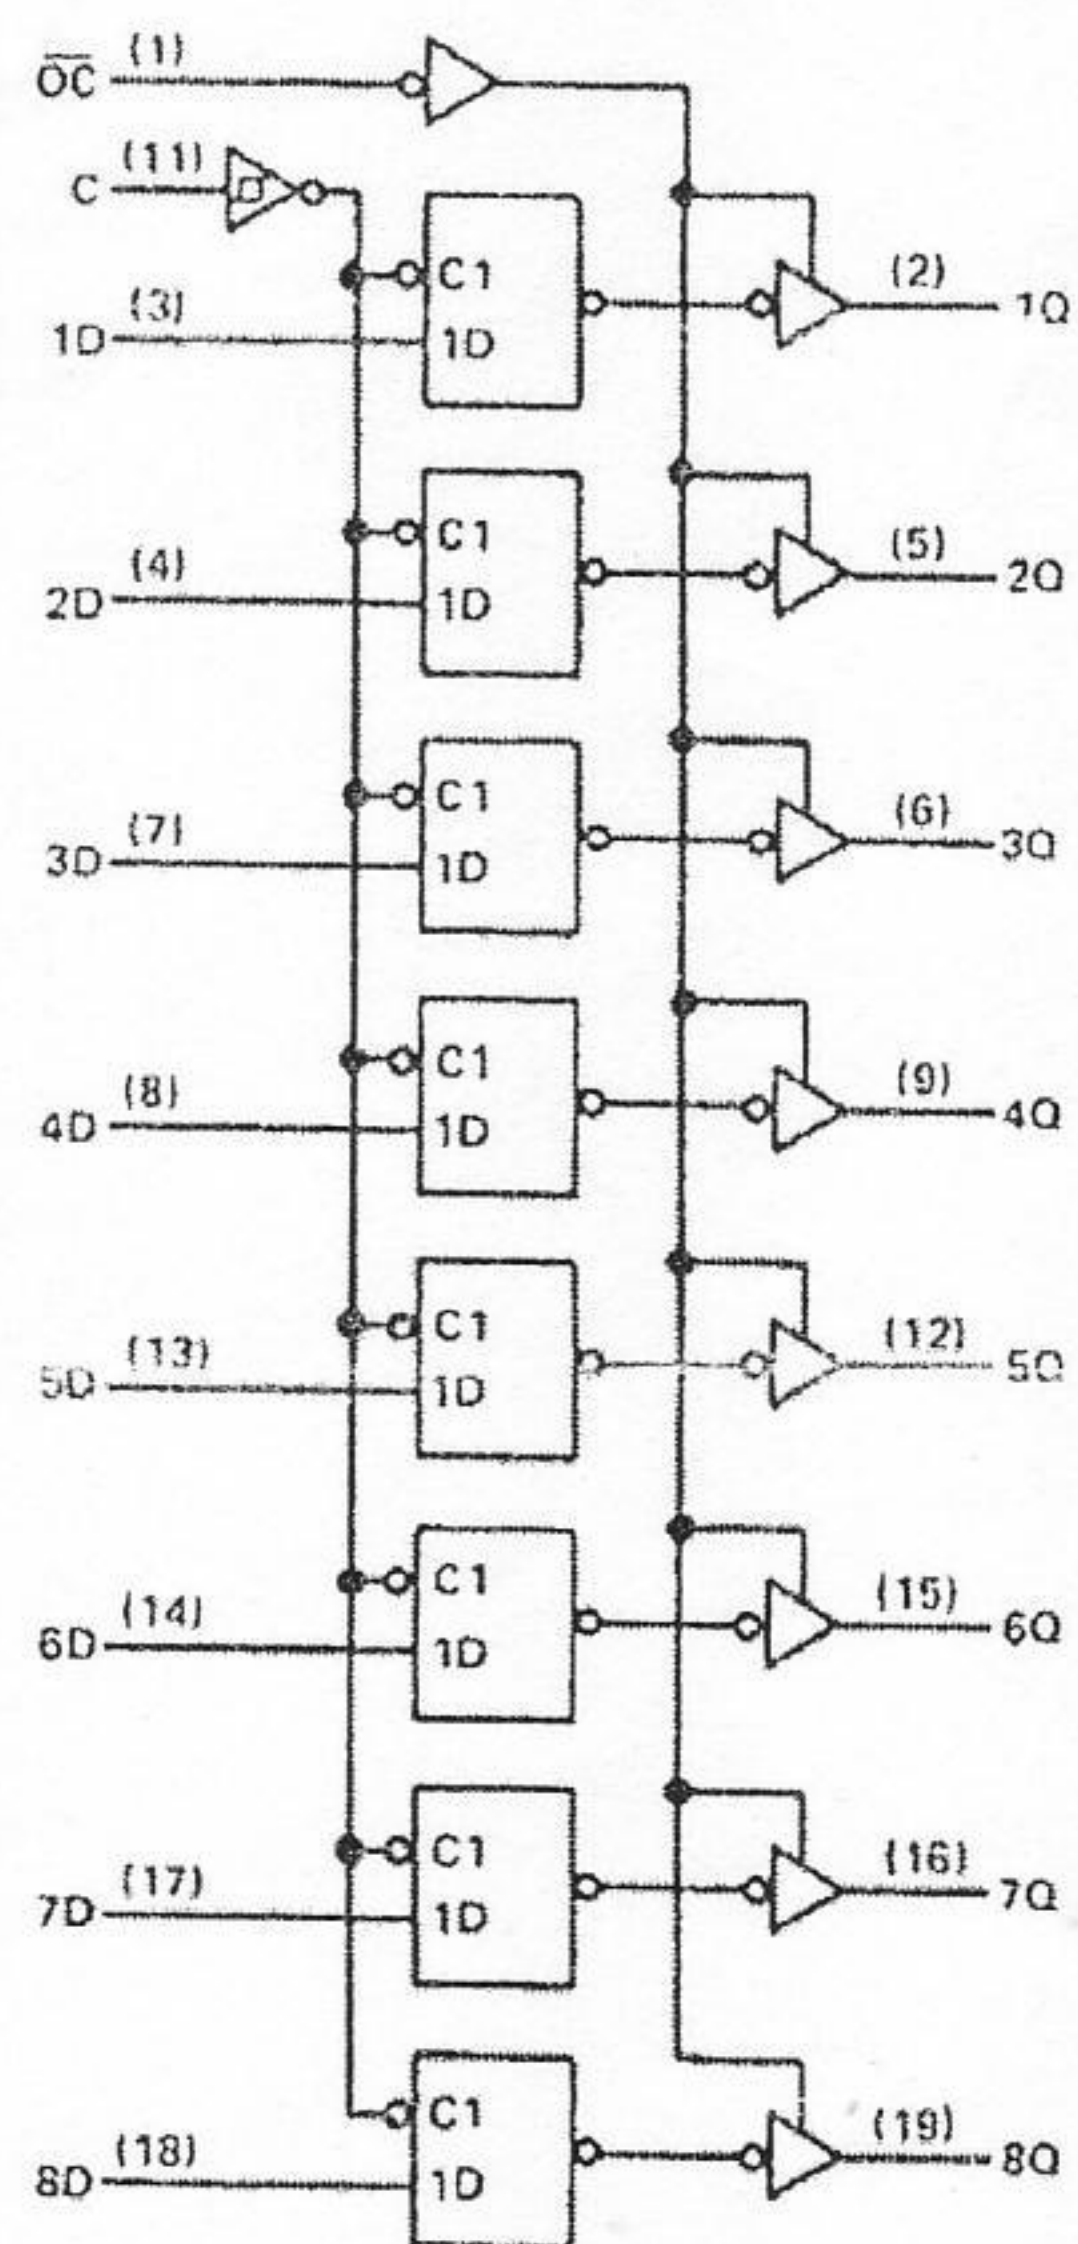 OC (1)
C (11)
C1
(2) 1Q
1D (3) 1D
C1
(5) 2Q
2D (4) 1D
C1
(6) 3Q
3D (7) 1D
C1
(9) 4Q
4D (8) 1D
C1
(12) 5Q
5D (13) 1D
C1
(15) 6Q
6D (14) 1D
C1
(16) 7Q
7D (17) 1D
C1
(19) 8Q
8D (18) 1D